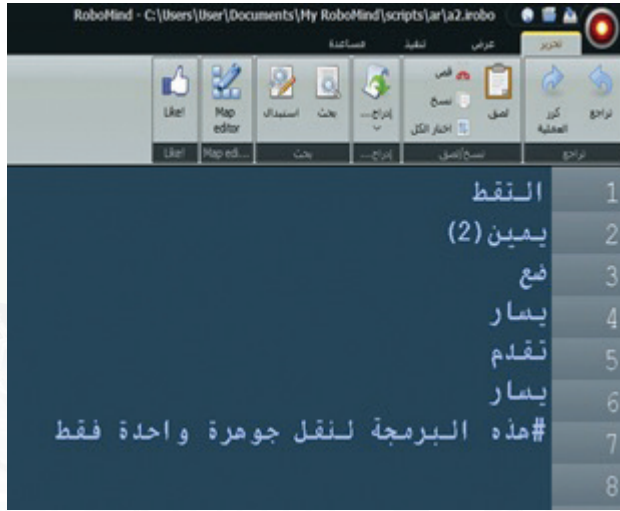 RoboMind - C:\Users\User\Documents\My RoboMind\scripts\ar\a2.irobo
تحرير عرض تنفيذ مساعدة
تراجع
كرر العملية
لصق
قص
نسخ
اختار الكل
إدراج...
بحث
استبدال
Map editor
Like!
تراجع نسخ/لصق إدراج... بحث Map edi... Like!
1 التقط
2 يمين(2)
3 ضع
4 يسار
5 تقدم
6 يسار
7 #هذه البرمجة لنقل جوهرة واحدة فقط
8